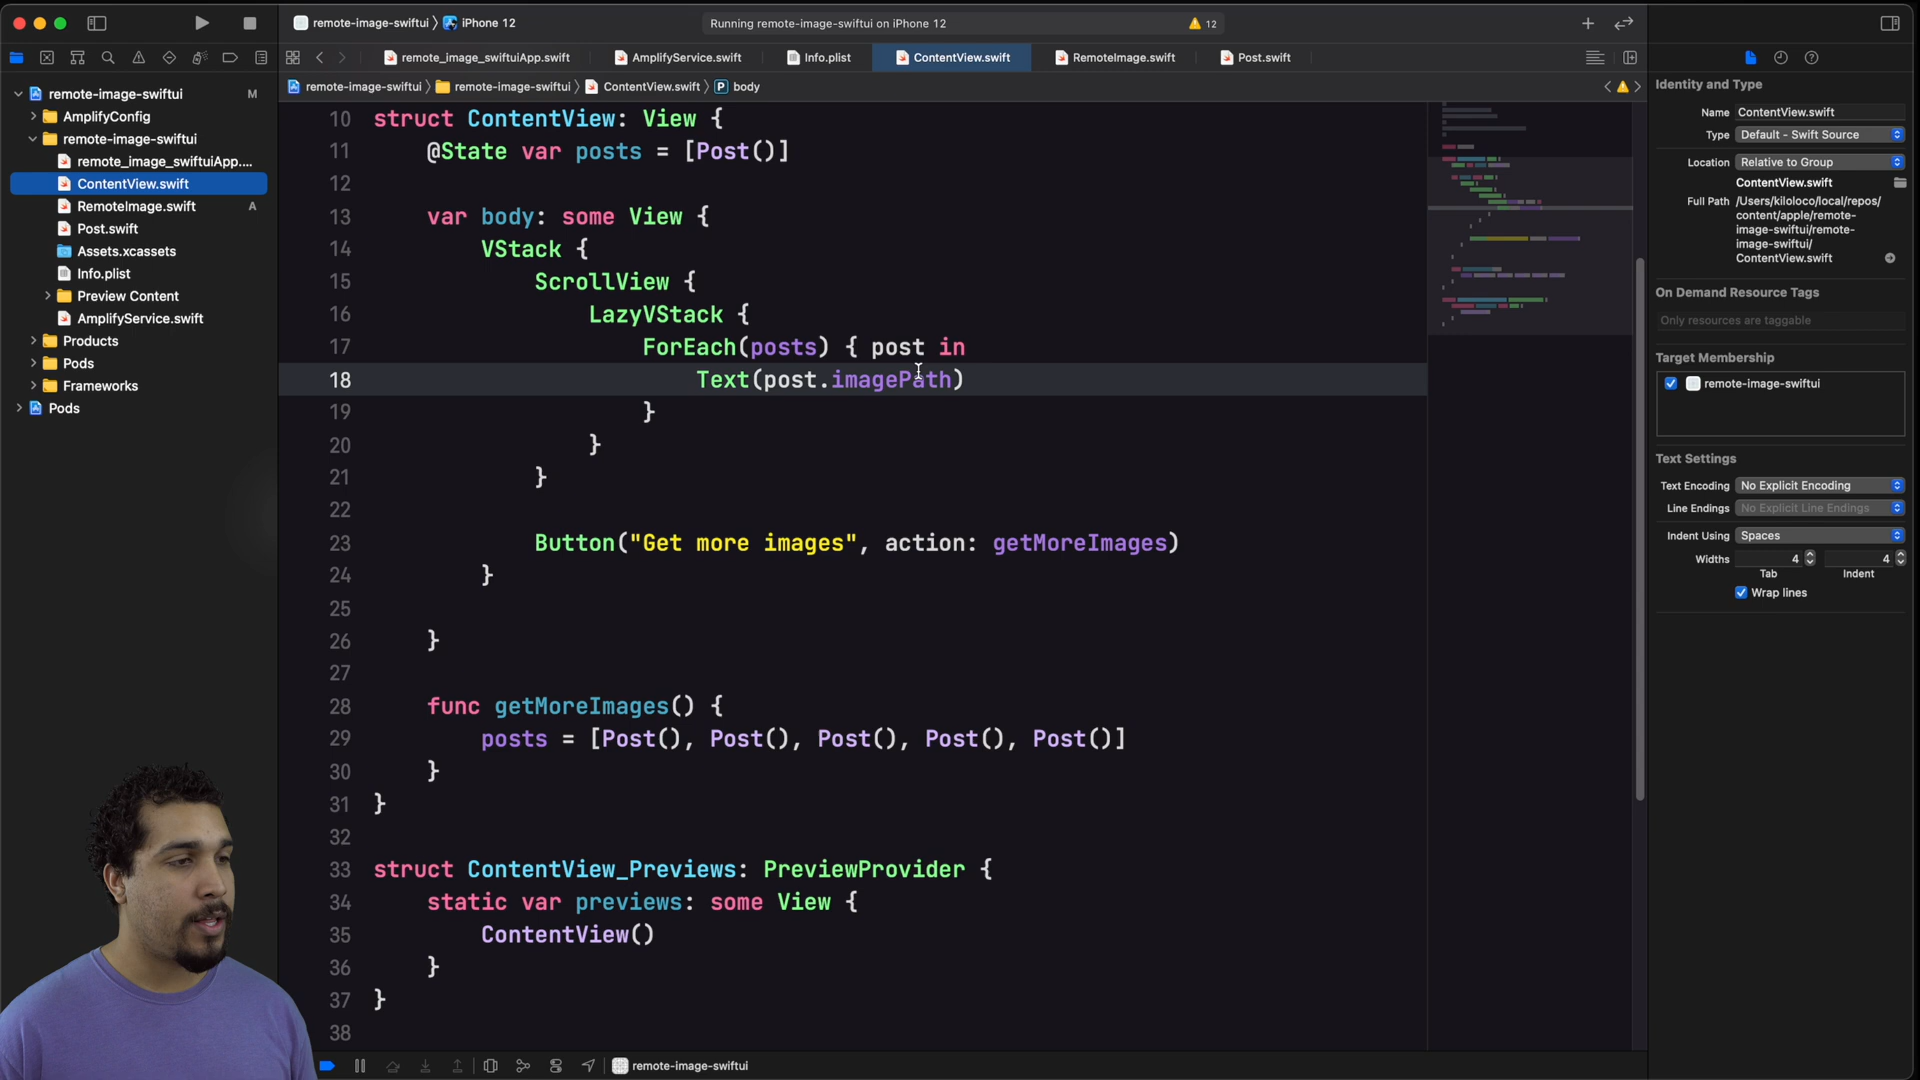 remote-image-swiftui 〉 iPhone 12
Running remote-image-swiftui on iPhone 12
12
remote_image_swiftuiApp.swift
AmplifyService.swift
Info.plist
ContentView.swift
RemoteImage.swift
Post.swift
remote-image-swiftui 〉 remote-image-swiftui 〉 ContentView.swift 〉 P body
remote-image-swiftui M
AmplifyConfig
remote-image-swiftui
remote_image_swiftuiApp....
ContentView.swift
RemoteImage.swift A
Post.swift
Assets.xcassets
Info.plist
Preview Content
AmplifyService.swift
Products
Pods
Frameworks
Pods
10 struct ContentView: View {
11 @State var posts = [Post()]
12
13 var body: some View {
14 VStack {
15 ScrollView {
16 LazyVStack {
17 ForEach(posts) { post in
18 Text(post.imagePath)
19 }
20 }
21 }
22
23 Button("Get more images", action: getMoreImages)
24 }
25
26 }
27
28 func getMoreImages() {
29 posts = [Post(), Post(), Post(), Post(), Post()]
30 }
31 }
32
33 struct ContentView_Previews: PreviewProvider {
34 static var previews: some View {
35 ContentView()
36 }
37 }
38
remote-image-swiftui
Identity and Type
Name ContentView.swift
Type Default - Swift Source
Location Relative to Group
ContentView.swift
Full Path /Users/kiloloco/local/repos/
content/apple/remote-
image-swiftui/remote-
image-swiftui/
ContentView.swift
On Demand Resource Tags
Only resources are taggable
Target Membership
remote-image-swiftui
Text Settings
Text Encoding No Explicit Encoding
Line Endings No Explicit Line Endings
Indent Using Spaces
Widths 4 4
Tab Indent
Wrap lines